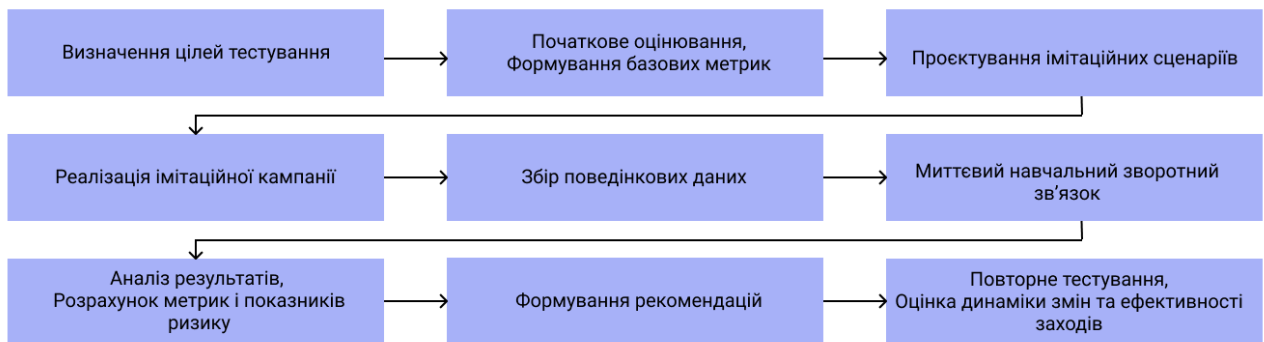 Визначення цілей тестування
Початкове оцінювання,
Формування базових метрик
Проєктування імітаційних сценаріїв
Реалізація імітаційної кампанії
Збір поведінкових даних
Миттєвий навчальний зворотний
зв’язок
Аналіз результатів,
Розрахунок метрик і показників
ризику
Формування рекомендацій
Повторне тестування,
Оцінка динаміки змін та ефективності
заходів